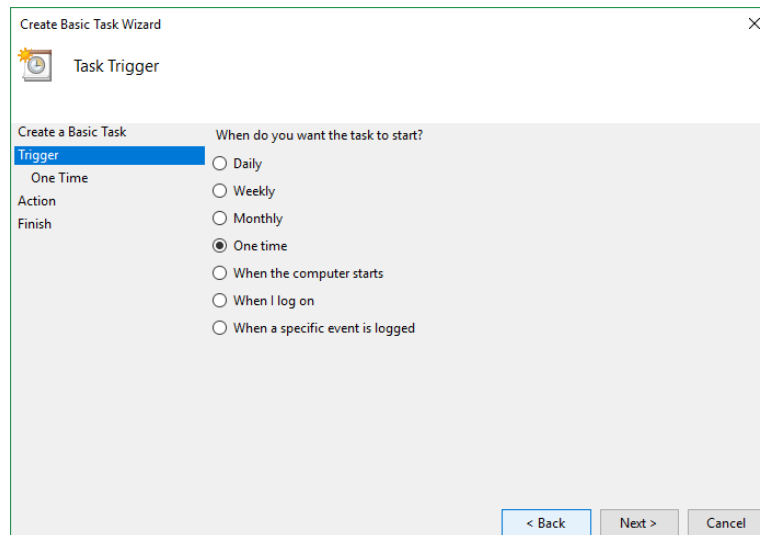 Create Basic Task Wizard
Task Trigger
Create a Basic Task
Trigger
One Time
Action
Finish
When do you want the task to start?
Daily
Weekly
Monthly
One time
When the computer starts
When I log on
When a specific event is logged
< Back
Next >
Cancel